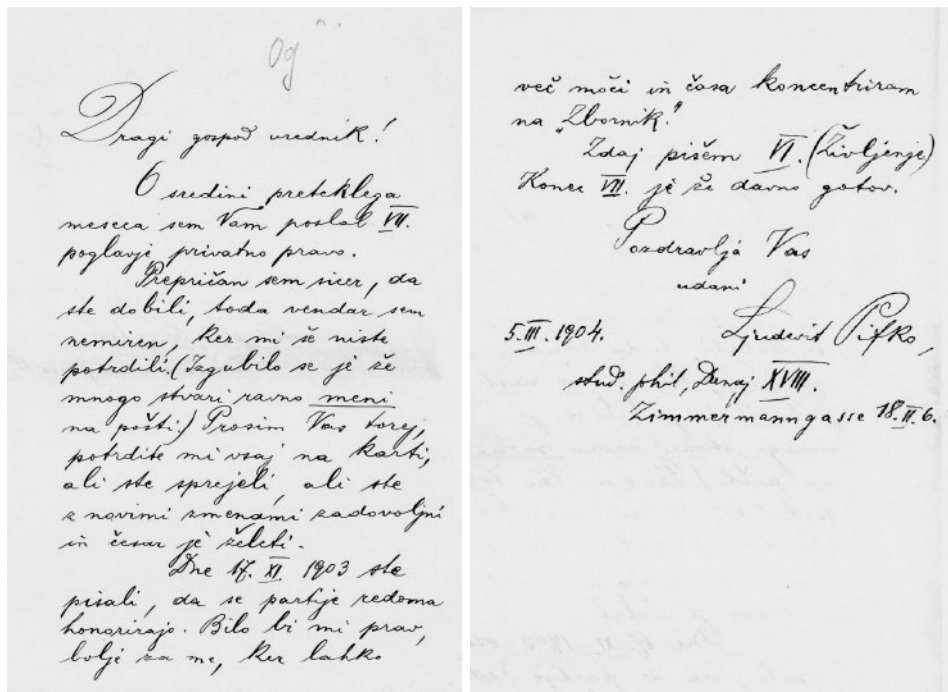 Og
Dragi gospod urednik!
O sredini preteklega
meseca sem Vam poslal VII.
poglavje privatno pravo.
Prepričan sem sicer, da
ste dobili, toda vendar sem
nemiren, ker mi še niste
potrdili. (Izgubilo se je že
mnogo stvari ravno meni
na pošti.) Prosim Vas torej,
potrdite mi vsaj na karti,
ali ste sprejeli, ali ste
z novimi zmenami zadovoljni
in česar je želeti.
Dne 17. XI. 1903 ste
pisali, da se partije redoma
honorirajo. Bilo bi mi prav,
bolje za me, ker lahko
več moči in časa koncentriram
na „Zbornik."
Zdaj pišem VI. (Življenje)
Konec VII. je že davno gotov.
Pozdravlja Vas
udani
Ljudevit Pifko,
5. III. 1904.
stud. phil, Dunaj XVIII.
Zimmermanngasse 18. II. 6.